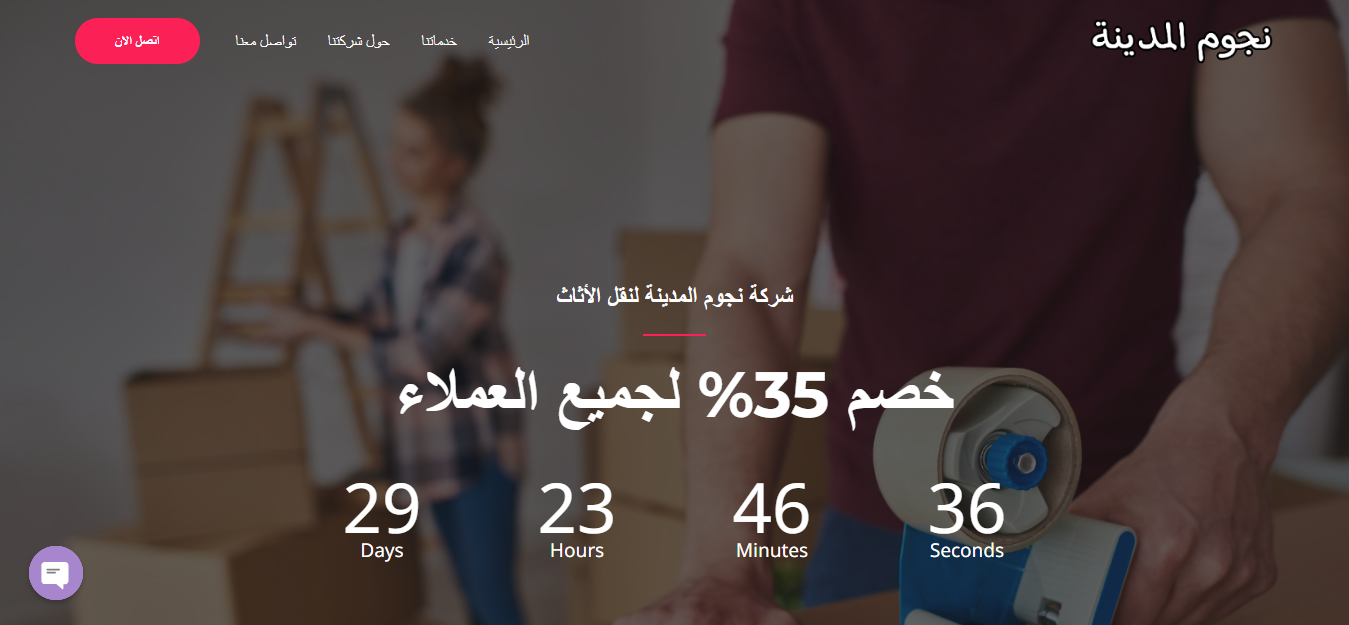 نجوم المدينة
الرئيسية
خدماتنا
حول شركتنا
تواصل معنا
اتصل الان
شركة نجوم المدينة لنقل الأثاث
خصم 35% لجميع العملاء
29 23 46 36
Days Hours Minutes Seconds